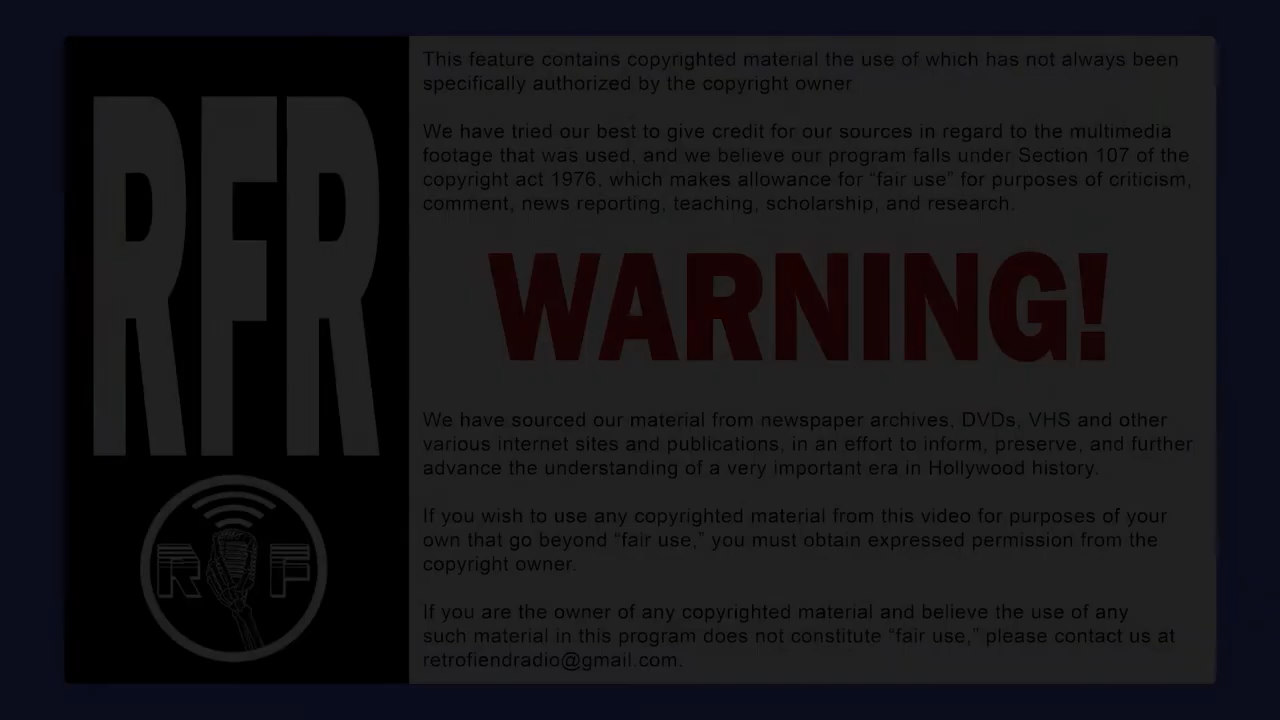 RFR
R F
This feature contains copyrighted material the use of which has not always been
specifically authorized by the copyright owner
We have tried our best to give credit for our sources in regard to the multimedia
footage that was used, and we believe our program falls under Section 107 of the
copyright act 1976. which makes allowance for “fair use” for purposes of criticism,
comment, news reporting, teaching, scholarship, and research.
WARNING!
We have sourced our material from newspaper archives, DVDs, VHS and other
various internet sites and publications, in an effort to inform, preserve, and further
advance the understanding of a very important era in Hollywood history.
If you wish to use any copyrighted material from this video for purposes of your
own that go beyond “fair use,” you must obtain expressed permission from the
copyright owner.
If you are the owner of any copyrighted material and believe the use of any
such material in this program does not constitute “fair use,” please contact us at
retrofiendradio@gmail.com.